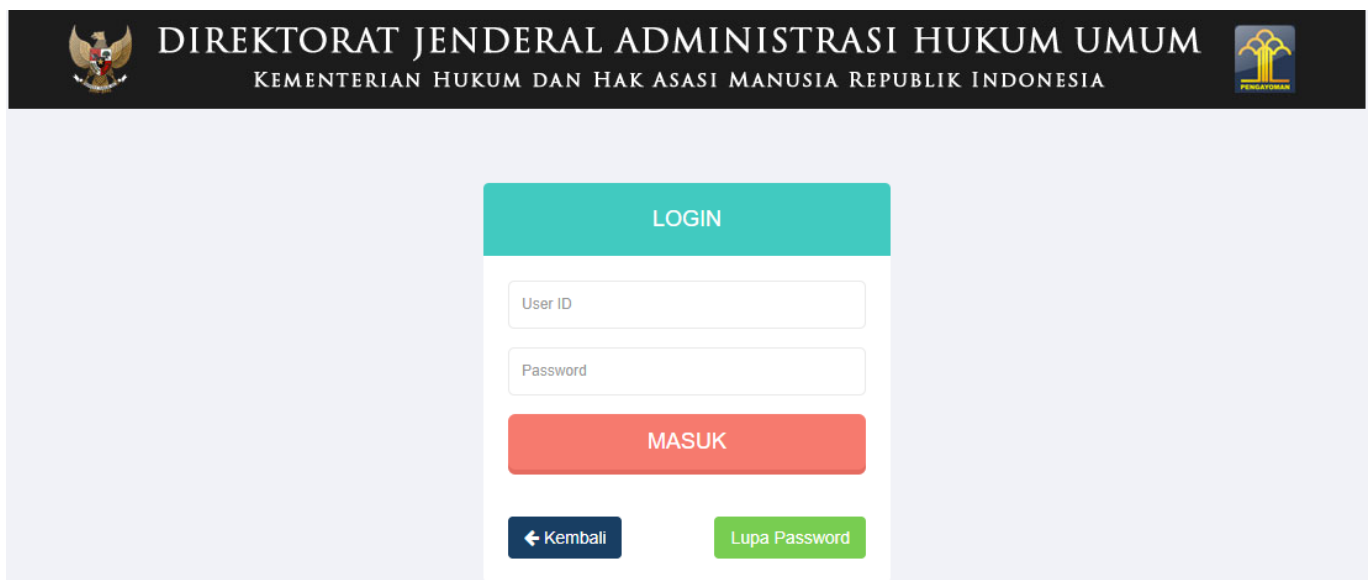 DIREKTORAT JENDERAL ADMINISTRASI HUKUM UMUM
KEMENTERIAN HUKUM DAN HAK ASASI MANUSIA REPUBLIK INDONESIA
PENGAYOMAN
LOGIN
User ID
Password
MASUK
Kembali
Lupa Password